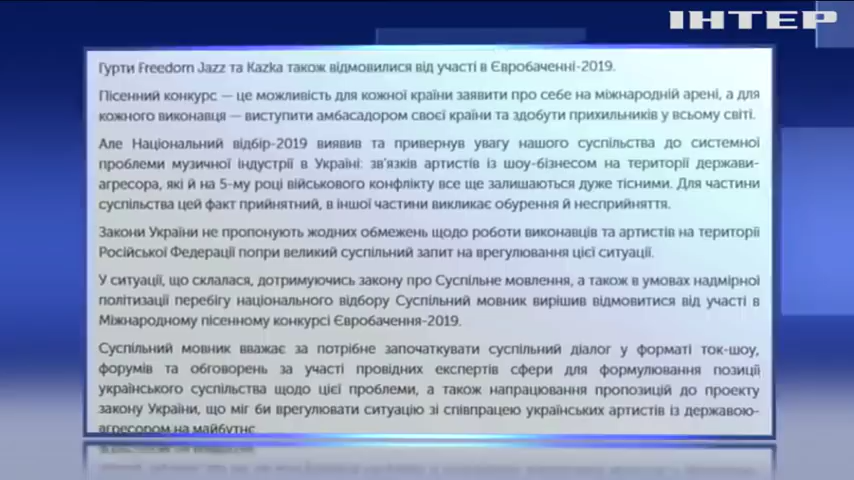 ІНТЕР
Гурти Freedom Jazz та Kazka також відмовилися від участі в Євробаченні-2019.
Пісенний конкурс — це можливість для кожної країни заявити про себе на міжнародній арені, а для
кожного виконавця — виступити амбасадором своєї країни та здобути прихильників у всьому світі.
Але Національний відбір-2019 виявив та привернув увагу нашого суспільства до системної
проблеми музичної індустрії в Україні: зв'язків артистів із шоу-бізнесом на території держави-
агресора, які й на 5-му році військового конфлікту все ще залишаються дуже тісними. Для частини
суспільства цей факт прийнятний, в іншої частини викликає обурення й несприйняття.
Закони України не пропонують жодних обмежень щодо роботи виконавців та артистів на території
Російської Федерації попри великий суспільний запит на врегулювання цієї ситуації.
У ситуації, що склалася, дотримуючись закону про Суспільне мовлення, а також в умовах надмірної
політизації перебігу національного відбору Суспільний мовник вирішив відмовитися від участі в
Міжнародному пісенному конкурсі Євробачення-2019.
Суспільний мовник вважає за потрібне започаткувати суспільний діалог у форматі ток-шоу,
форумів та обговорень за участі провідних експертів сфери для формулювання позиції
українського суспільства щодо цієї проблеми, а також напрацювання пропозицій до проекту
закону України, що міг би врегулювати ситуацію зі співпрацею українських артистів із державою-
агресором на майбутнє